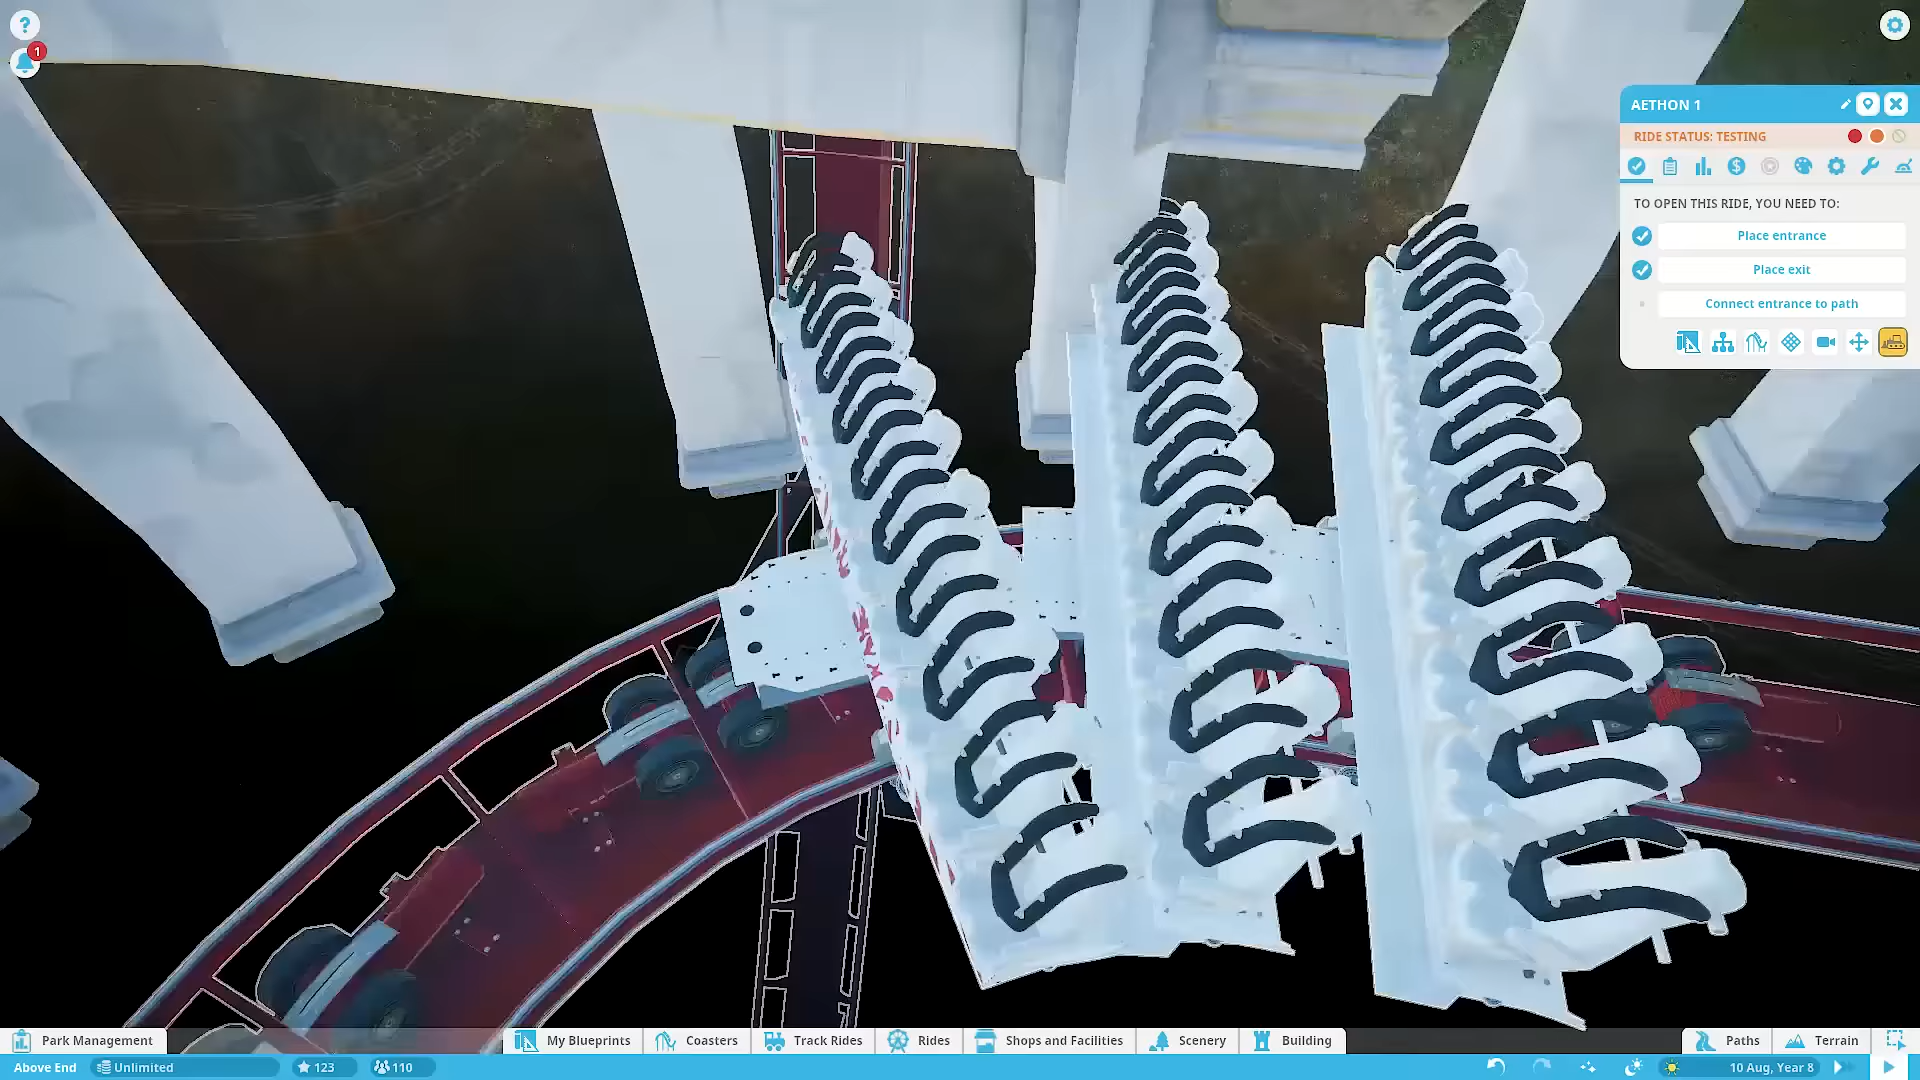 ?
1
AETHON 1
RIDE STATUS: TESTING
TO OPEN THIS RIDE, YOU NEED TO:
Place entrance
Place exit
Connect entrance to path
Park Management
My Blueprints
Coasters
Track Rides
Rides
Shops and Facilities
Scenery
Building
Paths
Terrain
Above End
Unlimited
123
110
10 Aug, Year 8